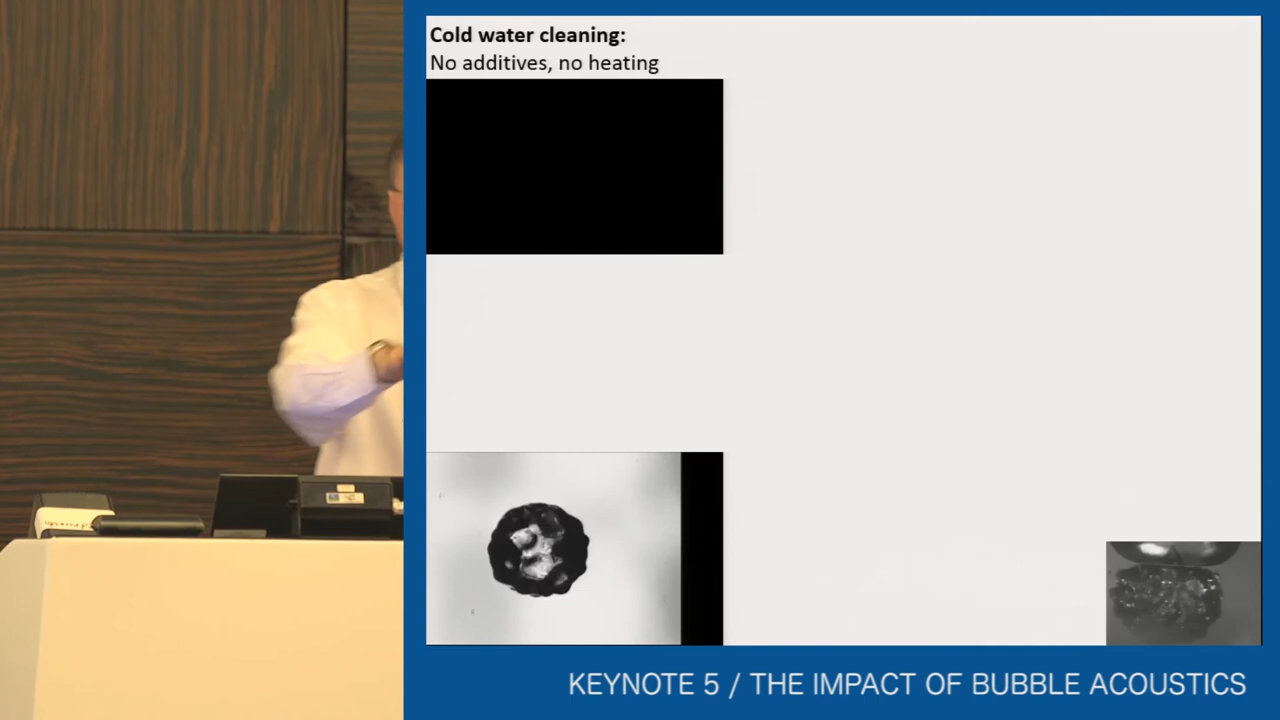 Cold water cleaning:
No additives, no heating
KEYNOTE 5 / THE IMPACT OF BUBBLE ACOUSTICS